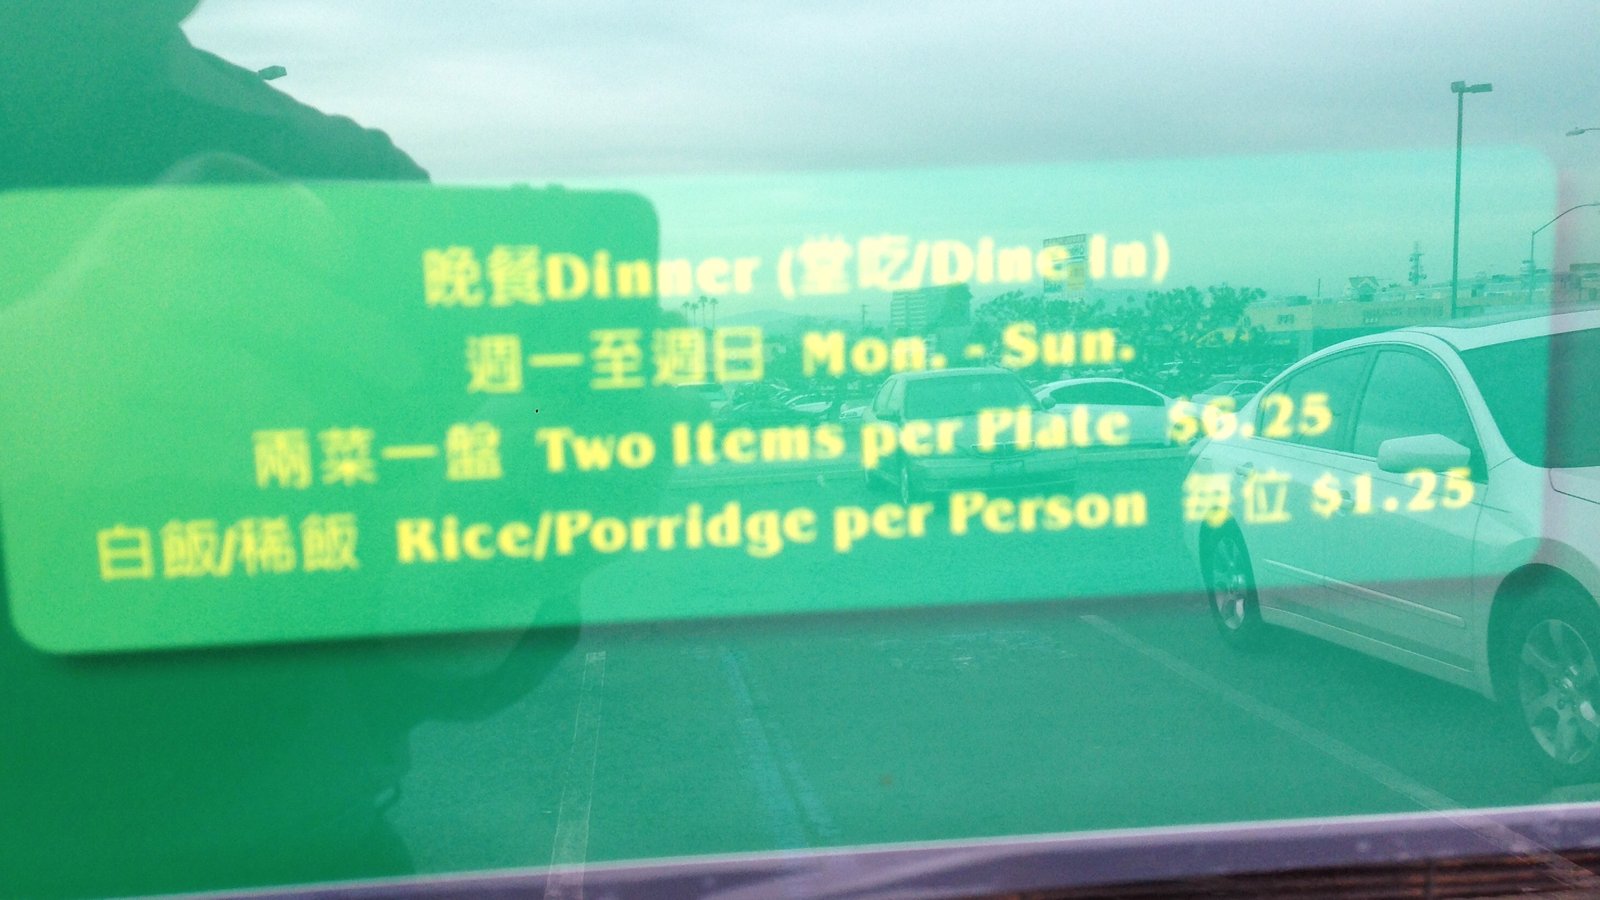 晚餐Dinner (堂吃/Dine In)
週一至週日 Mon. - Sun.
兩菜一盤 Two Items per Plate $6.25
白飯/稀飯 Rice/Porridge per Person 每位 $1.25